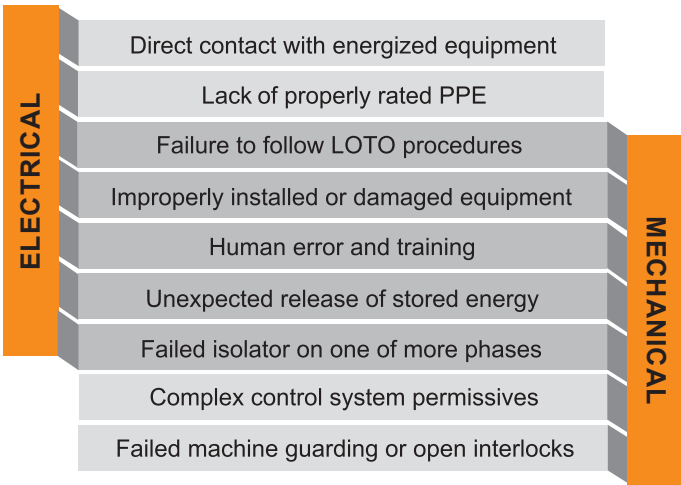 ELECTRICAL
Direct contact with energized equipment
Lack of properly rated PPE
Failure to follow LOTO procedures
Improperly installed or damaged equipment
Human error and training
Unexpected release of stored energy
Failed isolator on one of more phases
Complex control system permissives
Failed machine guarding or open interlocks
MECHANICAL